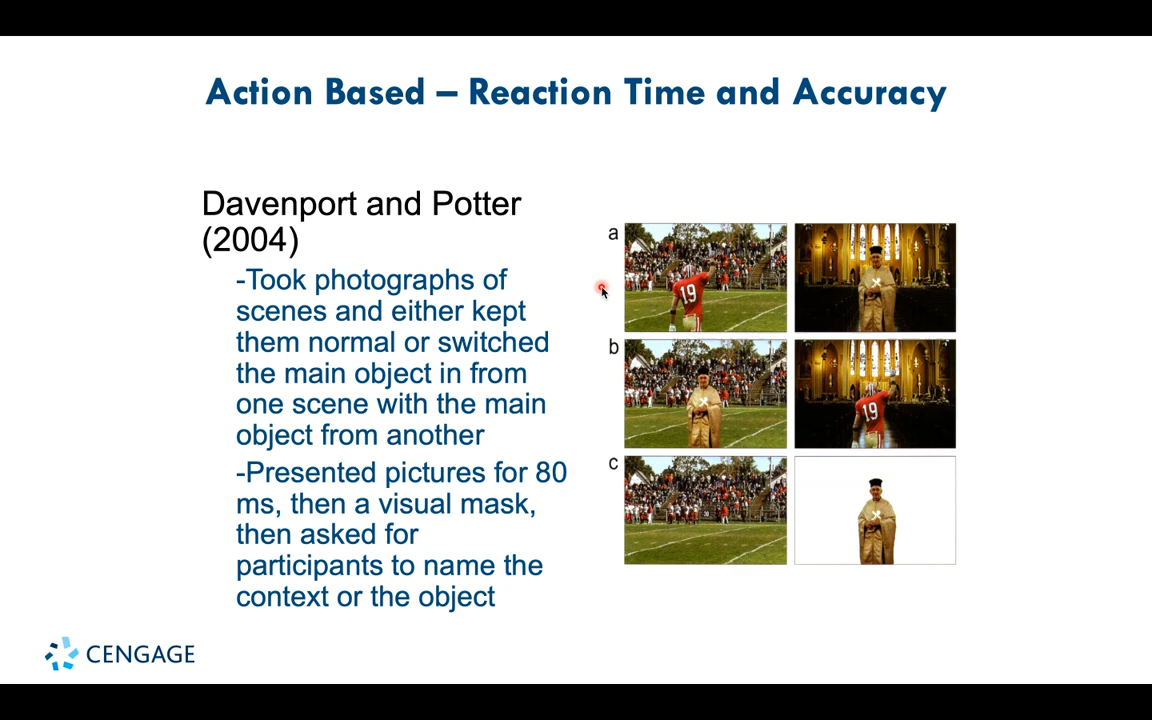 Action Based – Reaction Time and Accuracy
Davenport and Potter
(2004)
-Took photographs of
scenes and either kept
them normal or switched
the main object in from
one scene with the main
object from another
-Presented pictures for 80
ms, then a visual mask,
then asked for
participants to name the
context or the object
a
19
b
19
c
CENGAGE